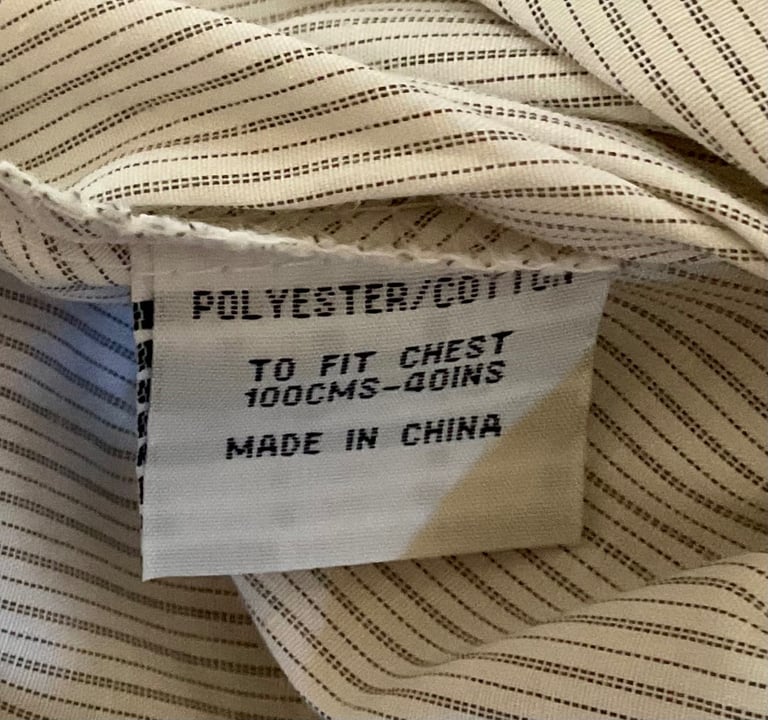 POLYESTER/COTTON
TO FIT CHEST
100CMS-40INS
MADE IN CHINA